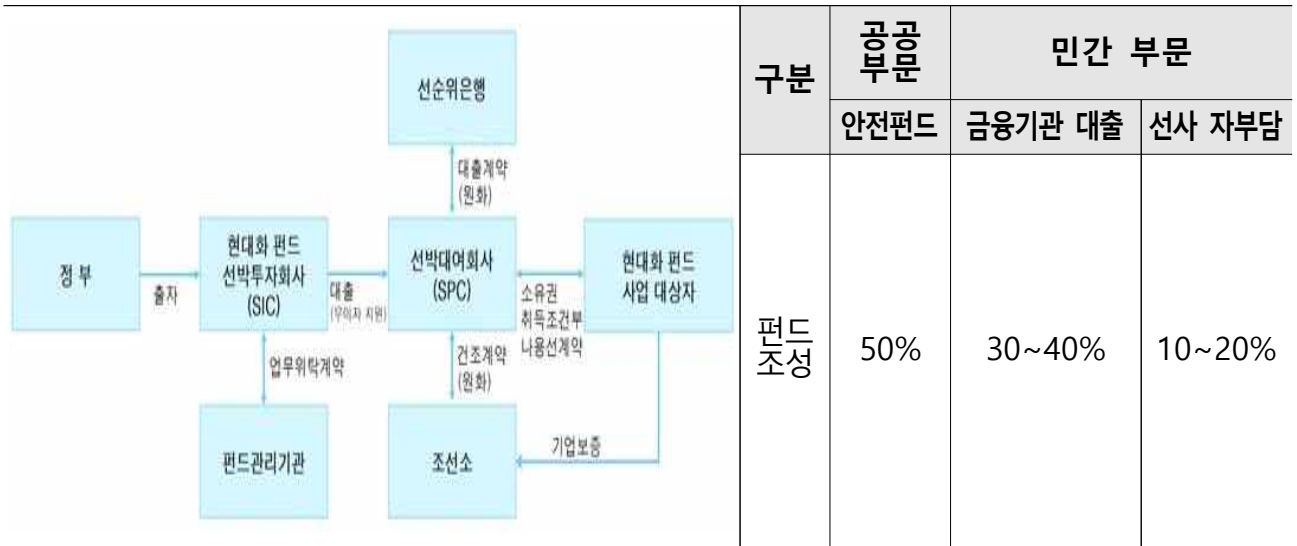 선순위은행
대출계약
(원화)
정 부
출자
현대화 펀드
선박투자회사
(SIC)
대출
(무이자 지원)
선박대여회사
(SPC)
소유권
취득조건부
나용선계약
현대화 펀드
사업 대상자
업무위탁계약
건조계약
(원화)
펀드관리기관
조선소
기업보증
구분
공공
부문
민간 부문
안전펀드
금융기관 대출
선사 자부담
펀드
조성
50%
30~40%
10~20%